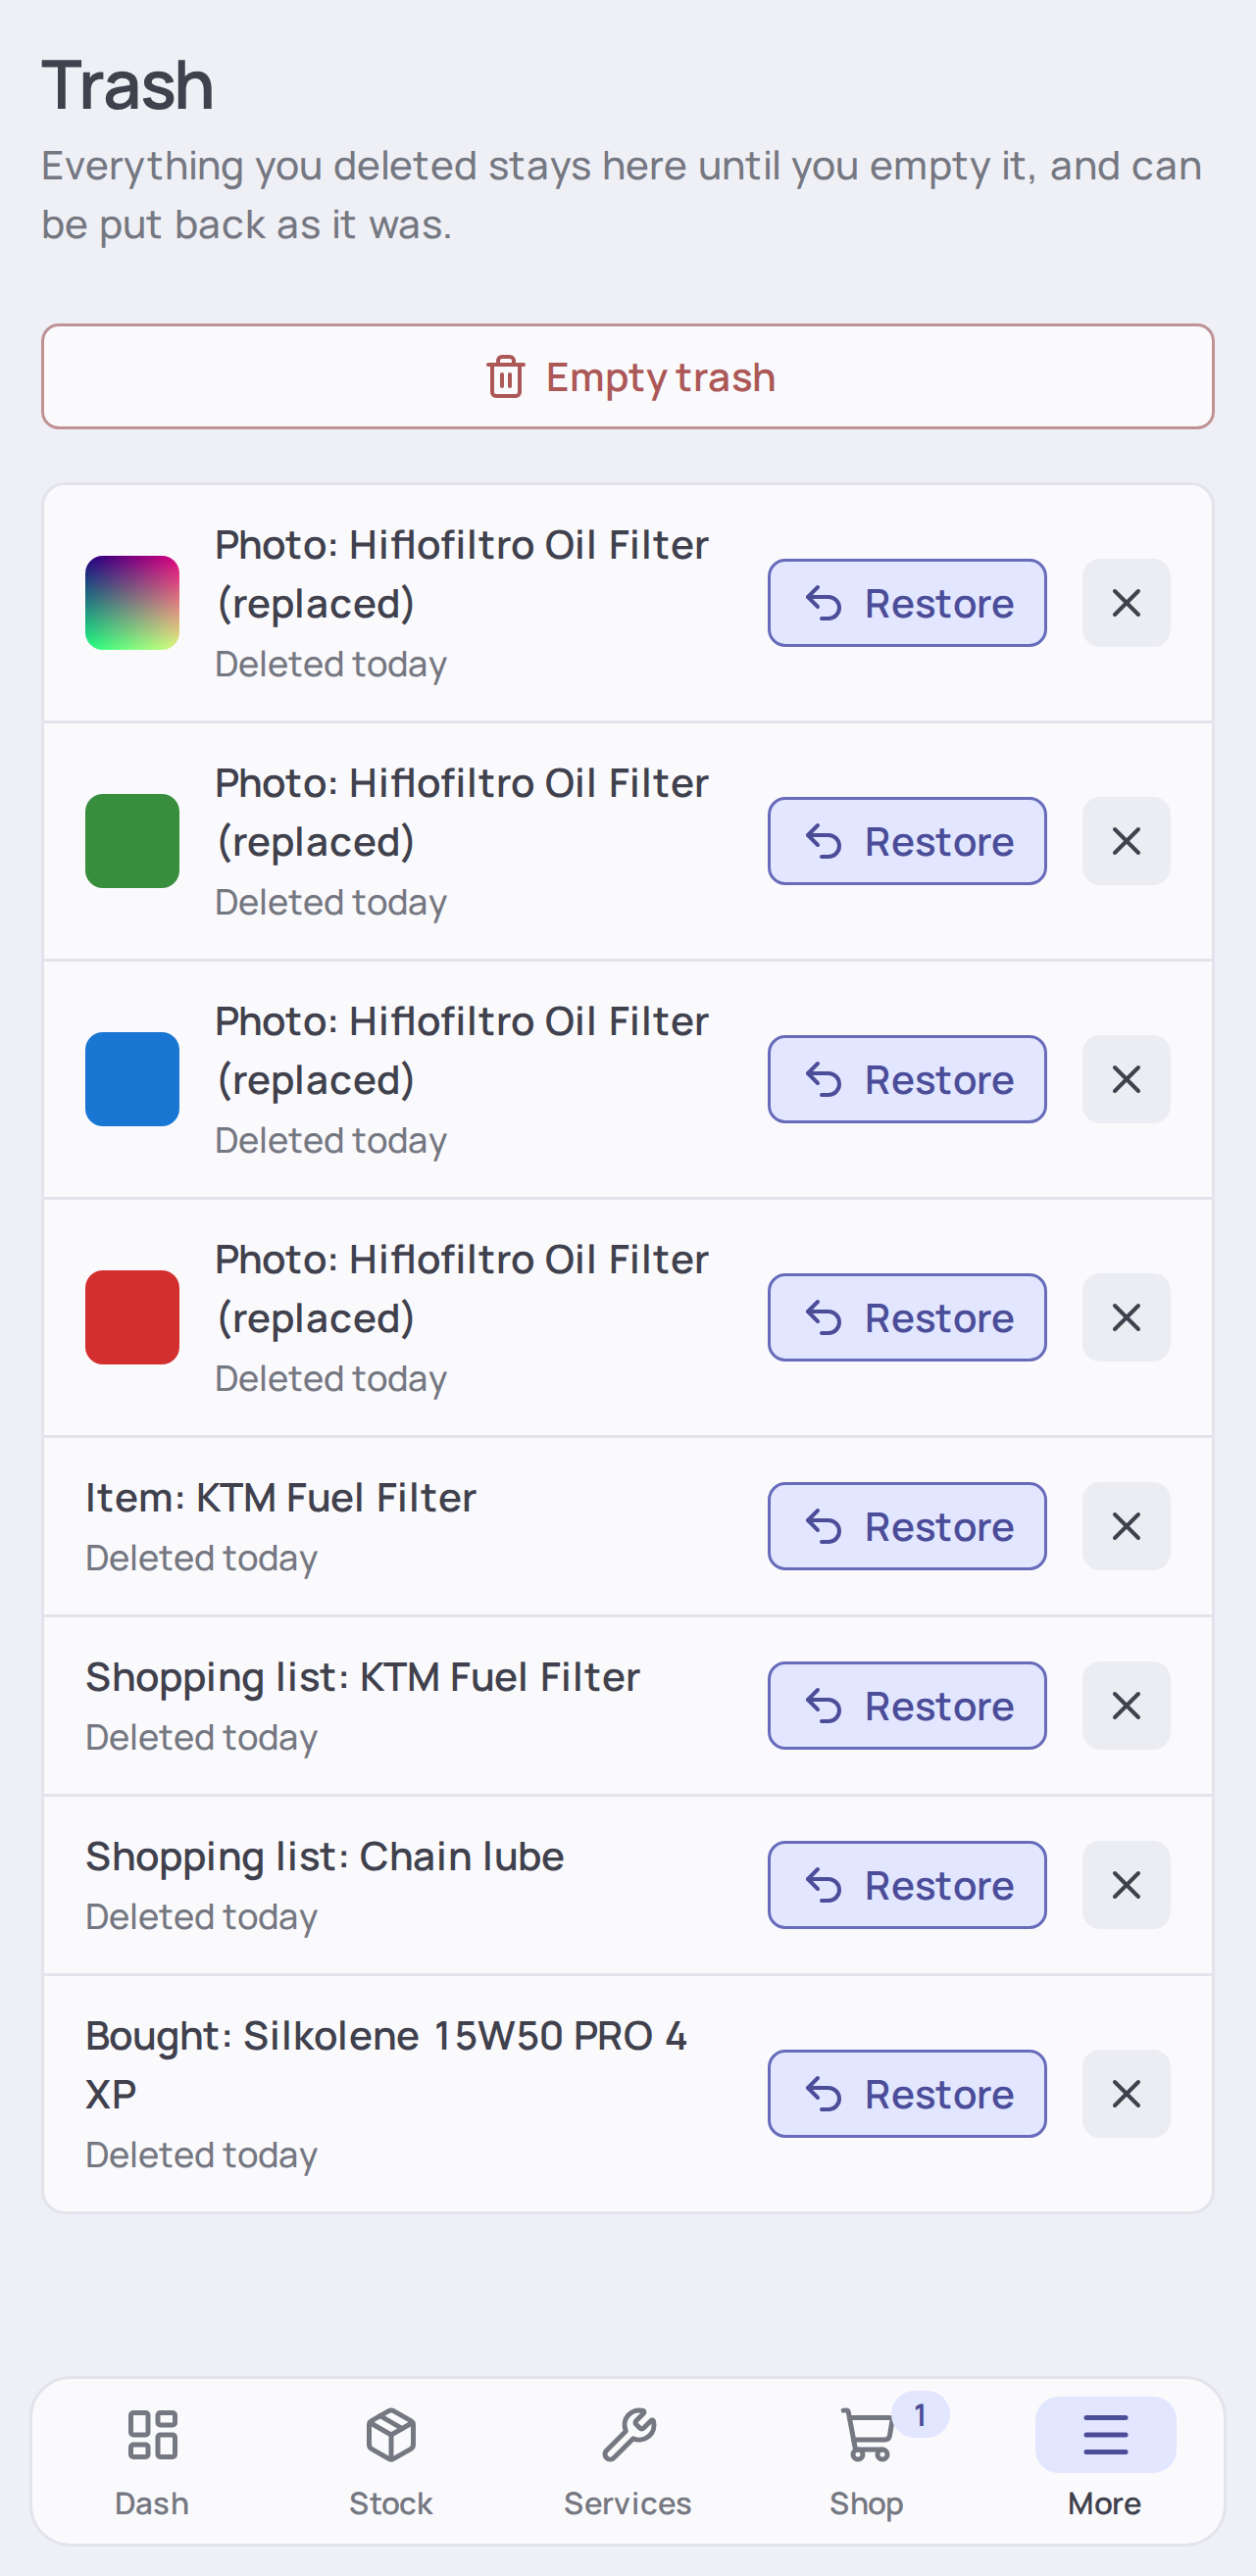 Trash
Everything you deleted stays here until you empty it, and can
be put back as it was.
Empty trash
Photo: Hiflofiltro Oil Filter
(replaced)
Deleted today
Restore
Photo: Hiflofiltro Oil Filter
(replaced)
Deleted today
Restore
Photo: Hiflofiltro Oil Filter
(replaced)
Deleted today
Restore
Photo: Hiflofiltro Oil Filter
(replaced)
Deleted today
Restore
Item: KTM Fuel Filter
Deleted today
Restore
Shopping list: KTM Fuel Filter
Deleted today
Restore
Shopping list: Chain lube
Deleted today
Restore
Bought: Silkolene 15W50 PRO 4
XP
Deleted today
Restore
1
Dash
Stock
Services
Shop
More